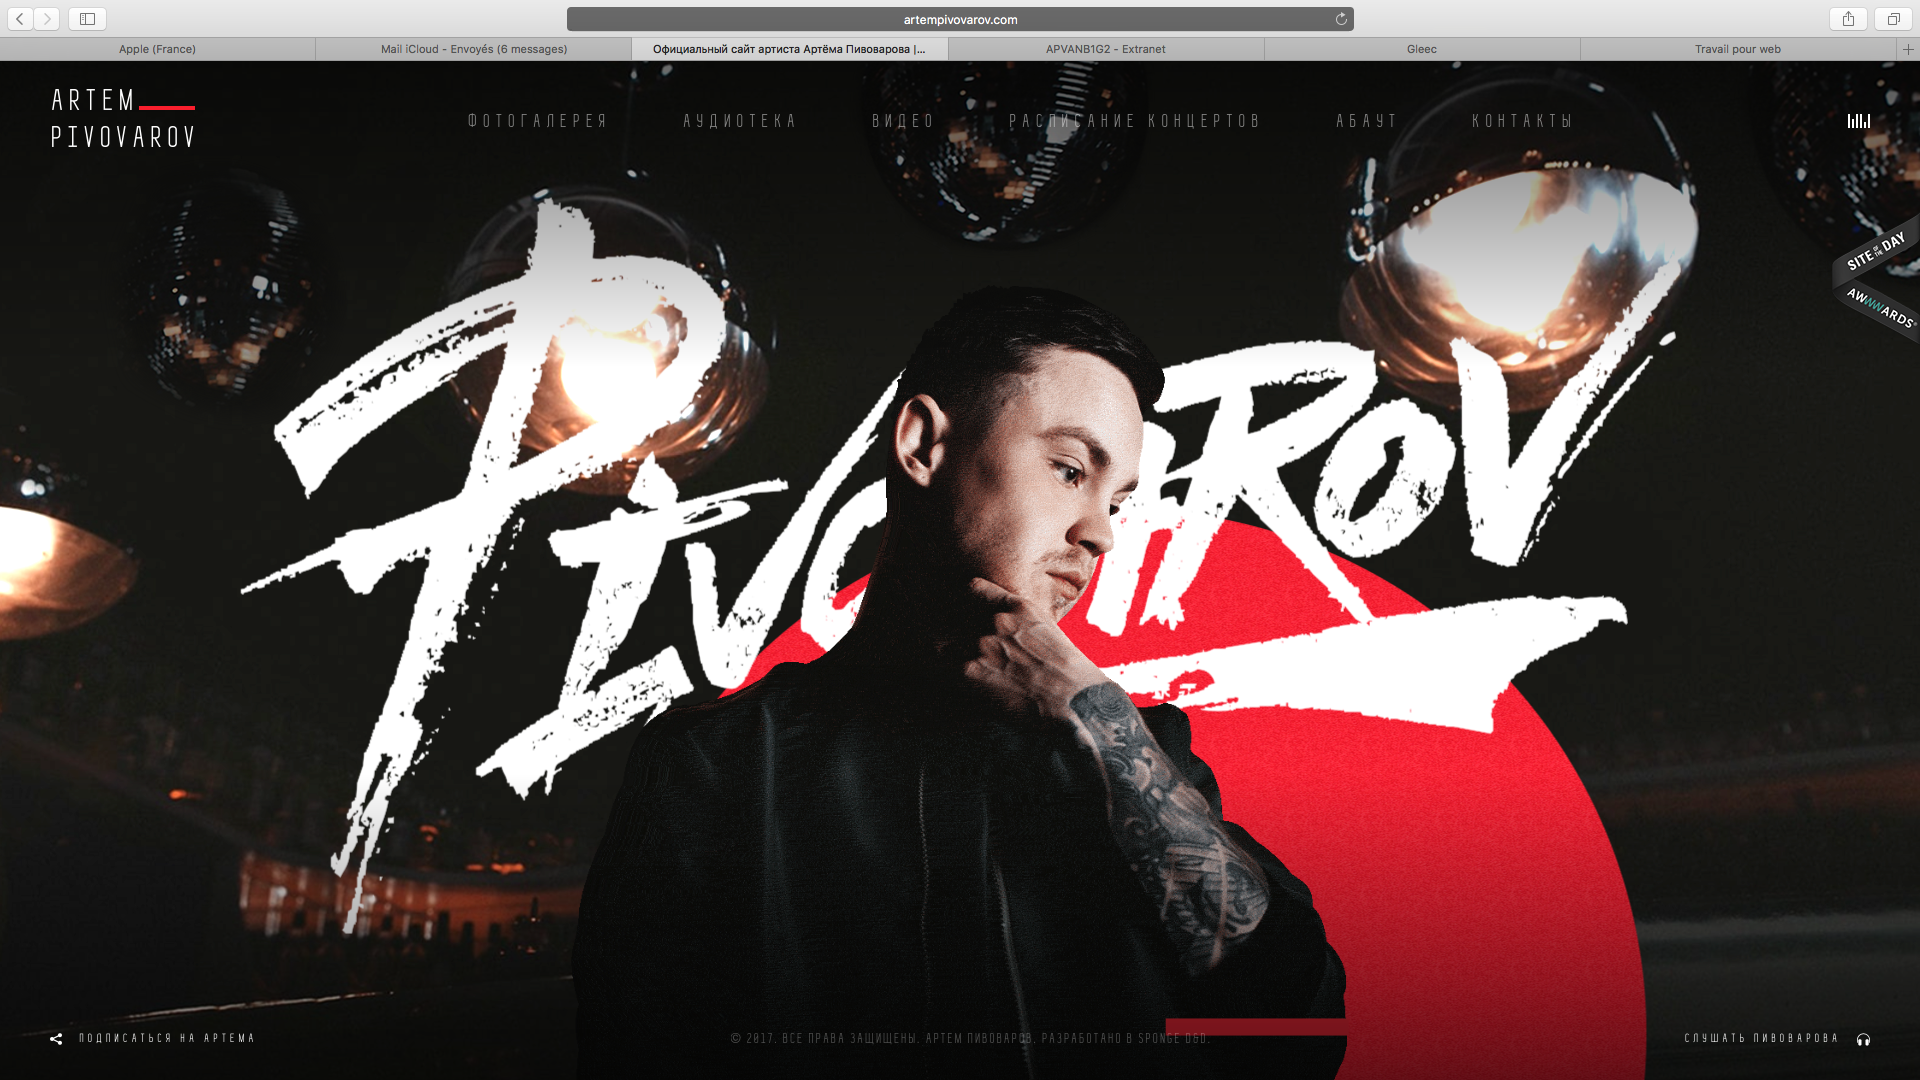 artempivovarov.com
Apple (France)
Mail iCloud - Envoyés (6 messages)
Официальный сайт артиста Артёма Пивоварова |...
APVANB1G2 - Extranet
Gleec
Travail pour web
ARTEM
PIVOVAROV
ФОТОГАЛЕРЕЯ
АУДИОТЕКА
ВИДЕО
РАСПИСАНИЕ КОНЦЕРТОВ
АБАУТ
КОНТАКТЫ
SITE OF THE DAY
AWWWARDS
ПОДПИСАТЬСЯ НА АРТЕМА
© 2017. ВСЕ ПРАВА ЗАЩИЩЕНЫ. АРТЕМ ПИВОВАРОВ. РАЗРАБОТАНО В SPONGE D&D.
СЛУШАТЬ ПИВОВАРОВА